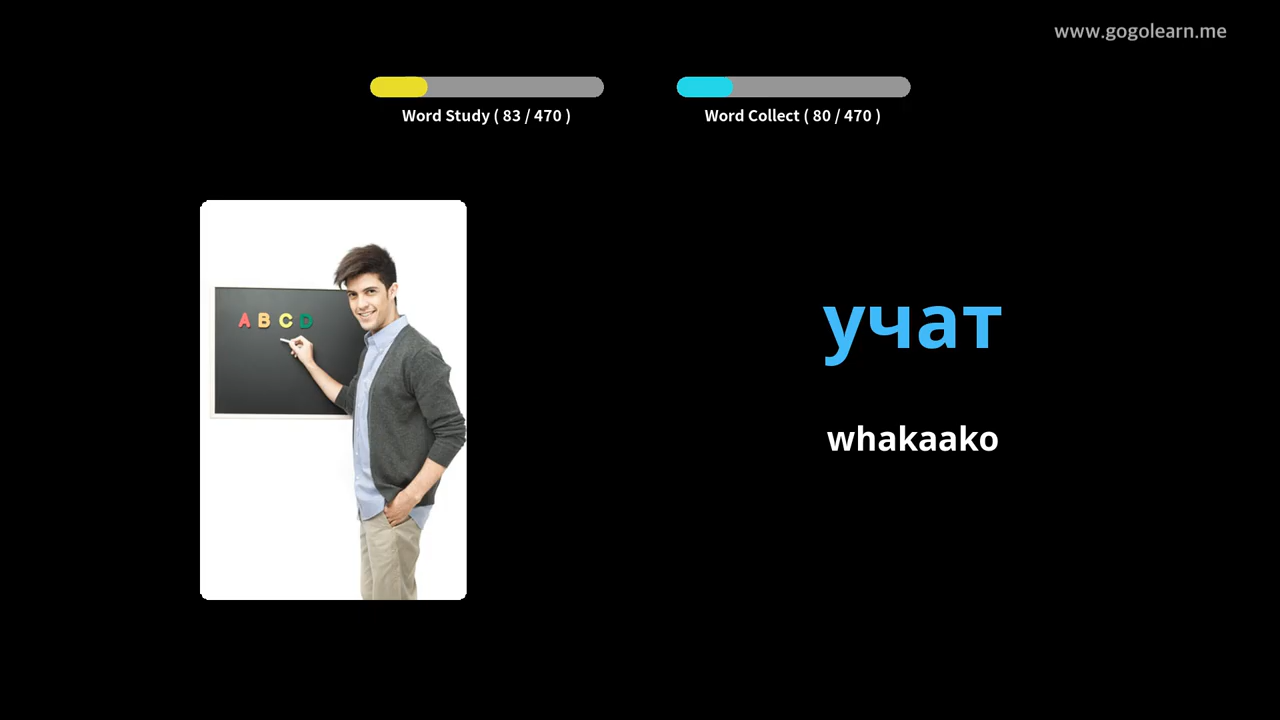 www.gogolearn.me
Word Study ( 83 / 470 )
Word Collect ( 80 / 470 )
A B C D
учат
whakaako